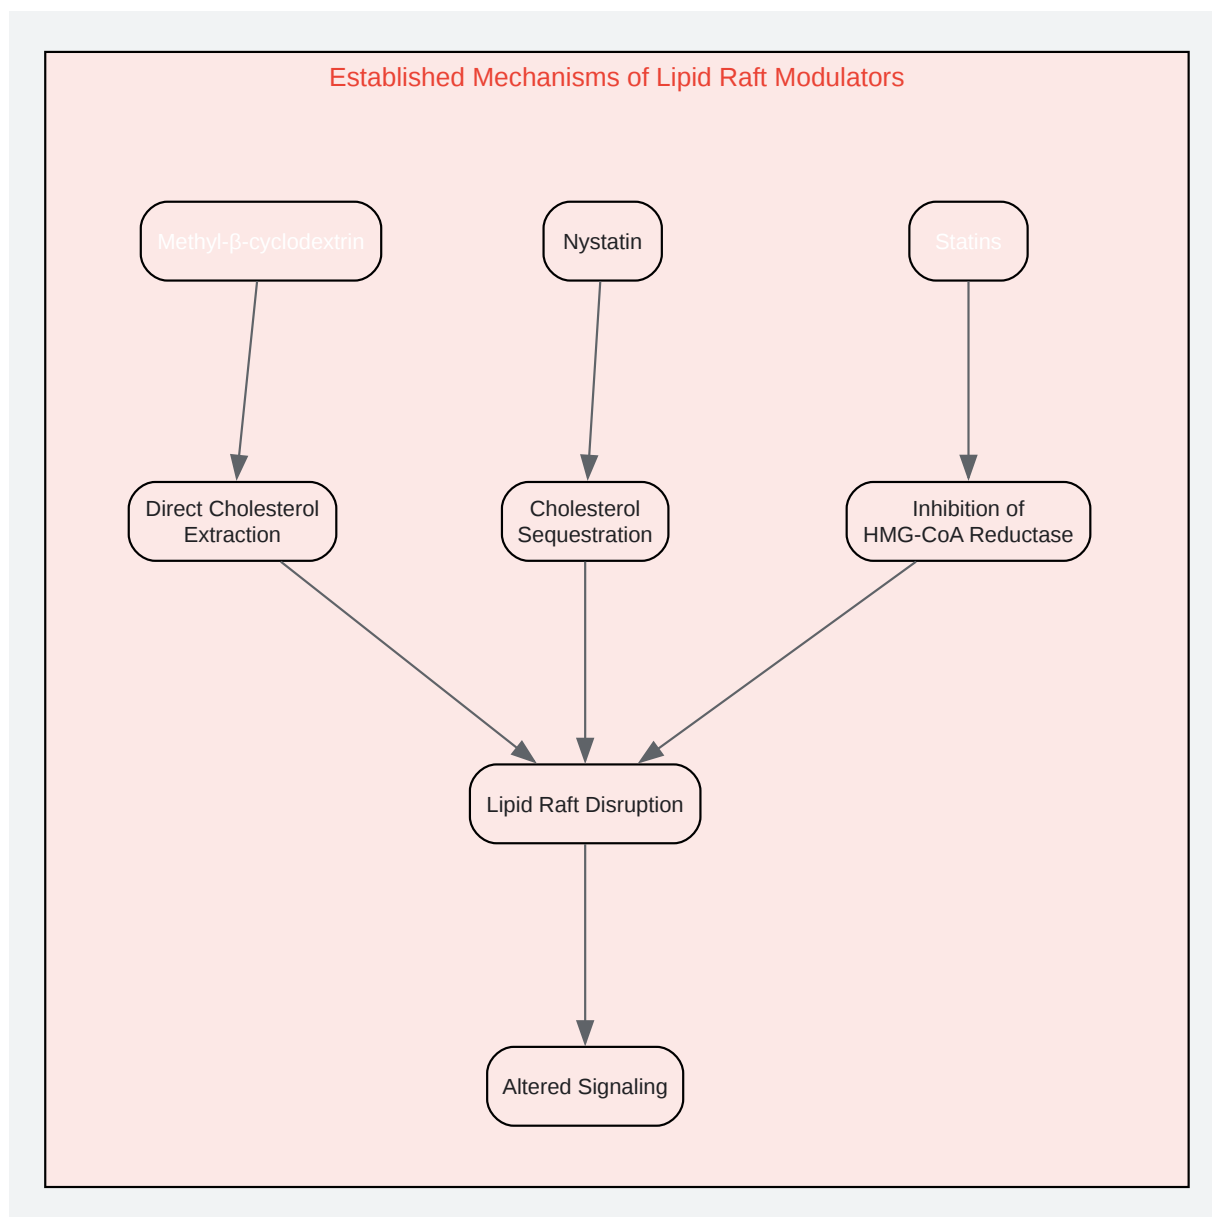 Established Mechanisms of Lipid Raft Modulators
Methyl-β-cyclodextrin
Nystatin
Statins
Direct Cholesterol
Extraction
Cholesterol
Sequestration
Inhibition of
HMG-CoA Reductase
Lipid Raft Disruption
Altered Signaling